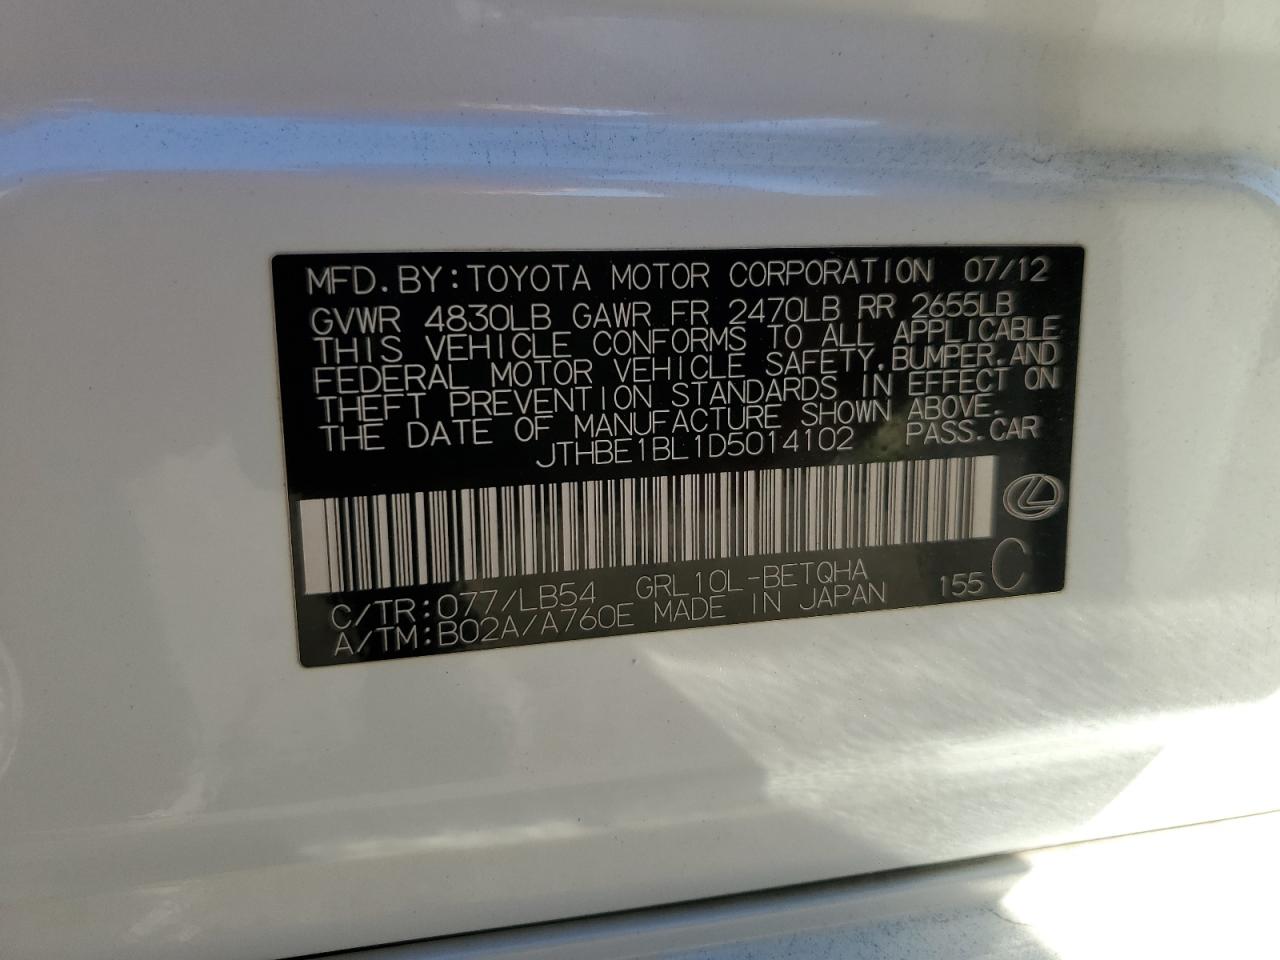 MFD. BY: TOYOTA MOTOR CORPORATION 07/12
GVWR 4830LB GAWR FR 2470LB RR 2655LB
THIS VEHICLE CONFORMS TO ALL APPLICABLE
FEDERAL MOTOR VEHICLE SAFETY, BUMPER, AND
THEFT PREVENTION STANDARDS IN EFFECT ON
THE DATE OF MANUFACTURE SHOWN ABOVE.
JTHBE1BL1D5014102 PASS. CAR
C/TR: 077/LB54 GRL10L-BETQHA 155 C
A/TM: B02A/A760E MADE IN JAPAN